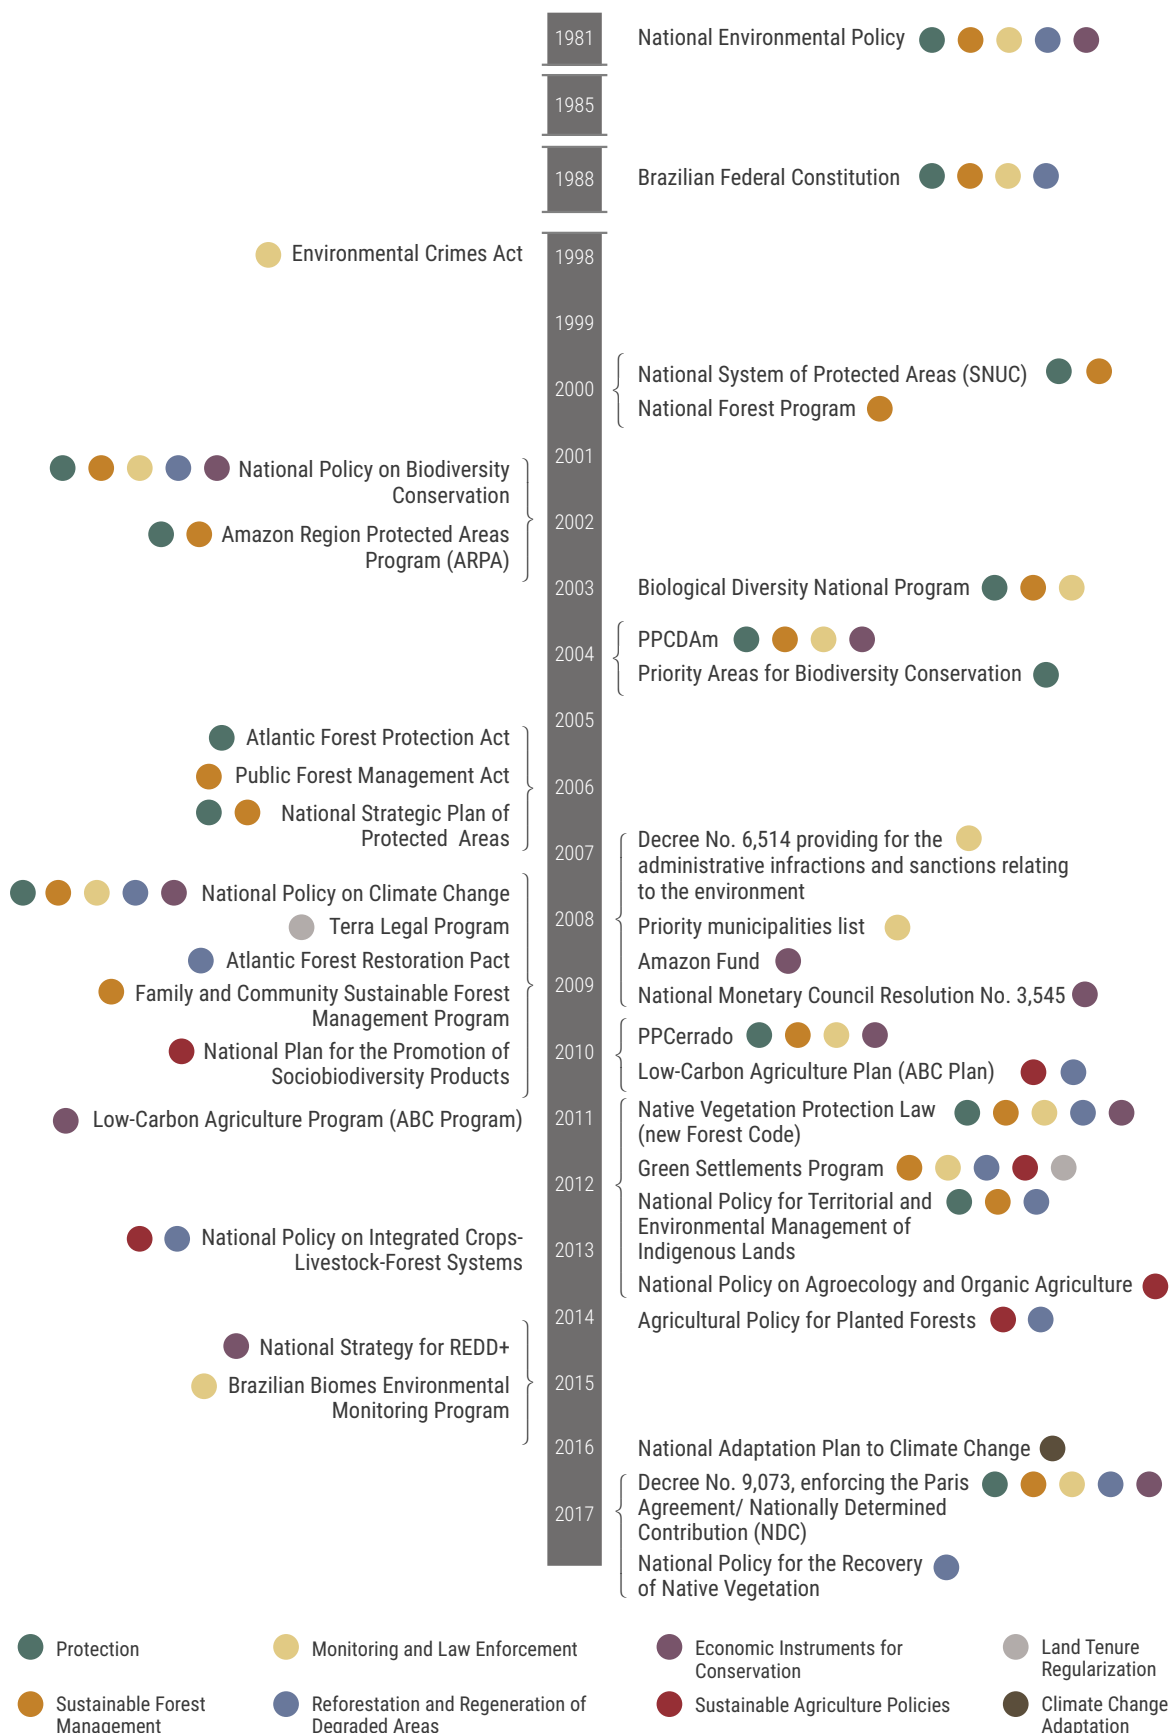 1981
National Environmental Policy
1985
1988
Brazilian Federal Constitution
Environmental Crimes Act
1998
1999
2000
National System of Protected Areas (SNUC)
National Forest Program
2001
National Policy on Biodiversity
Conservation
2002
Amazon Region Protected Areas
Program (ARPA)
2003
Biological Diversity National Program
2004
PPCDAm
Priority Areas for Biodiversity Conservation
2005
Atlantic Forest Protection Act
Public Forest Management Act
2006
National Strategic Plan of
Protected Areas
2007
Decree No. 6,514 providing for the
administrative infractions and sanctions relating
to the environment
National Policy on Climate Change
2008
Terra Legal Program
Priority municipalities list
Atlantic Forest Restoration Pact
Amazon Fund
2009
Family and Community Sustainable Forest
Management Program
National Monetary Council Resolution No. 3,545
2010
National Plan for the Promotion of
Sociobiodiversity Products
PPCerrado
Low-Carbon Agriculture Plan (ABC Plan)
Low-Carbon Agriculture Program (ABC Program)
2011
Native Vegetation Protection Law
(new Forest Code)
Green Settlements Program
2012
National Policy for Territorial and
Environmental Management of
Indigenous Lands
National Policy on Integrated Crops-
Livestock-Forest Systems
2013
National Policy on Agroecology and Organic Agriculture
2014
Agricultural Policy for Planted Forests
National Strategy for REDD+
2015
Brazilian Biomes Environmental
Monitoring Program
2016
National Adaptation Plan to Climate Change
Decree No. 9,073, enforcing the Paris
Agreement/ Nationally Determined
Contribution (NDC)
2017
National Policy for the Recovery
of Native Vegetation
Protection
Monitoring and Law Enforcement
Economic Instruments for
Conservation
Land Tenure
Regularization
Sustainable Forest
Management
Reforestation and Regeneration of
Degraded Areas
Sustainable Agriculture Policies
Climate Change
Adaptation